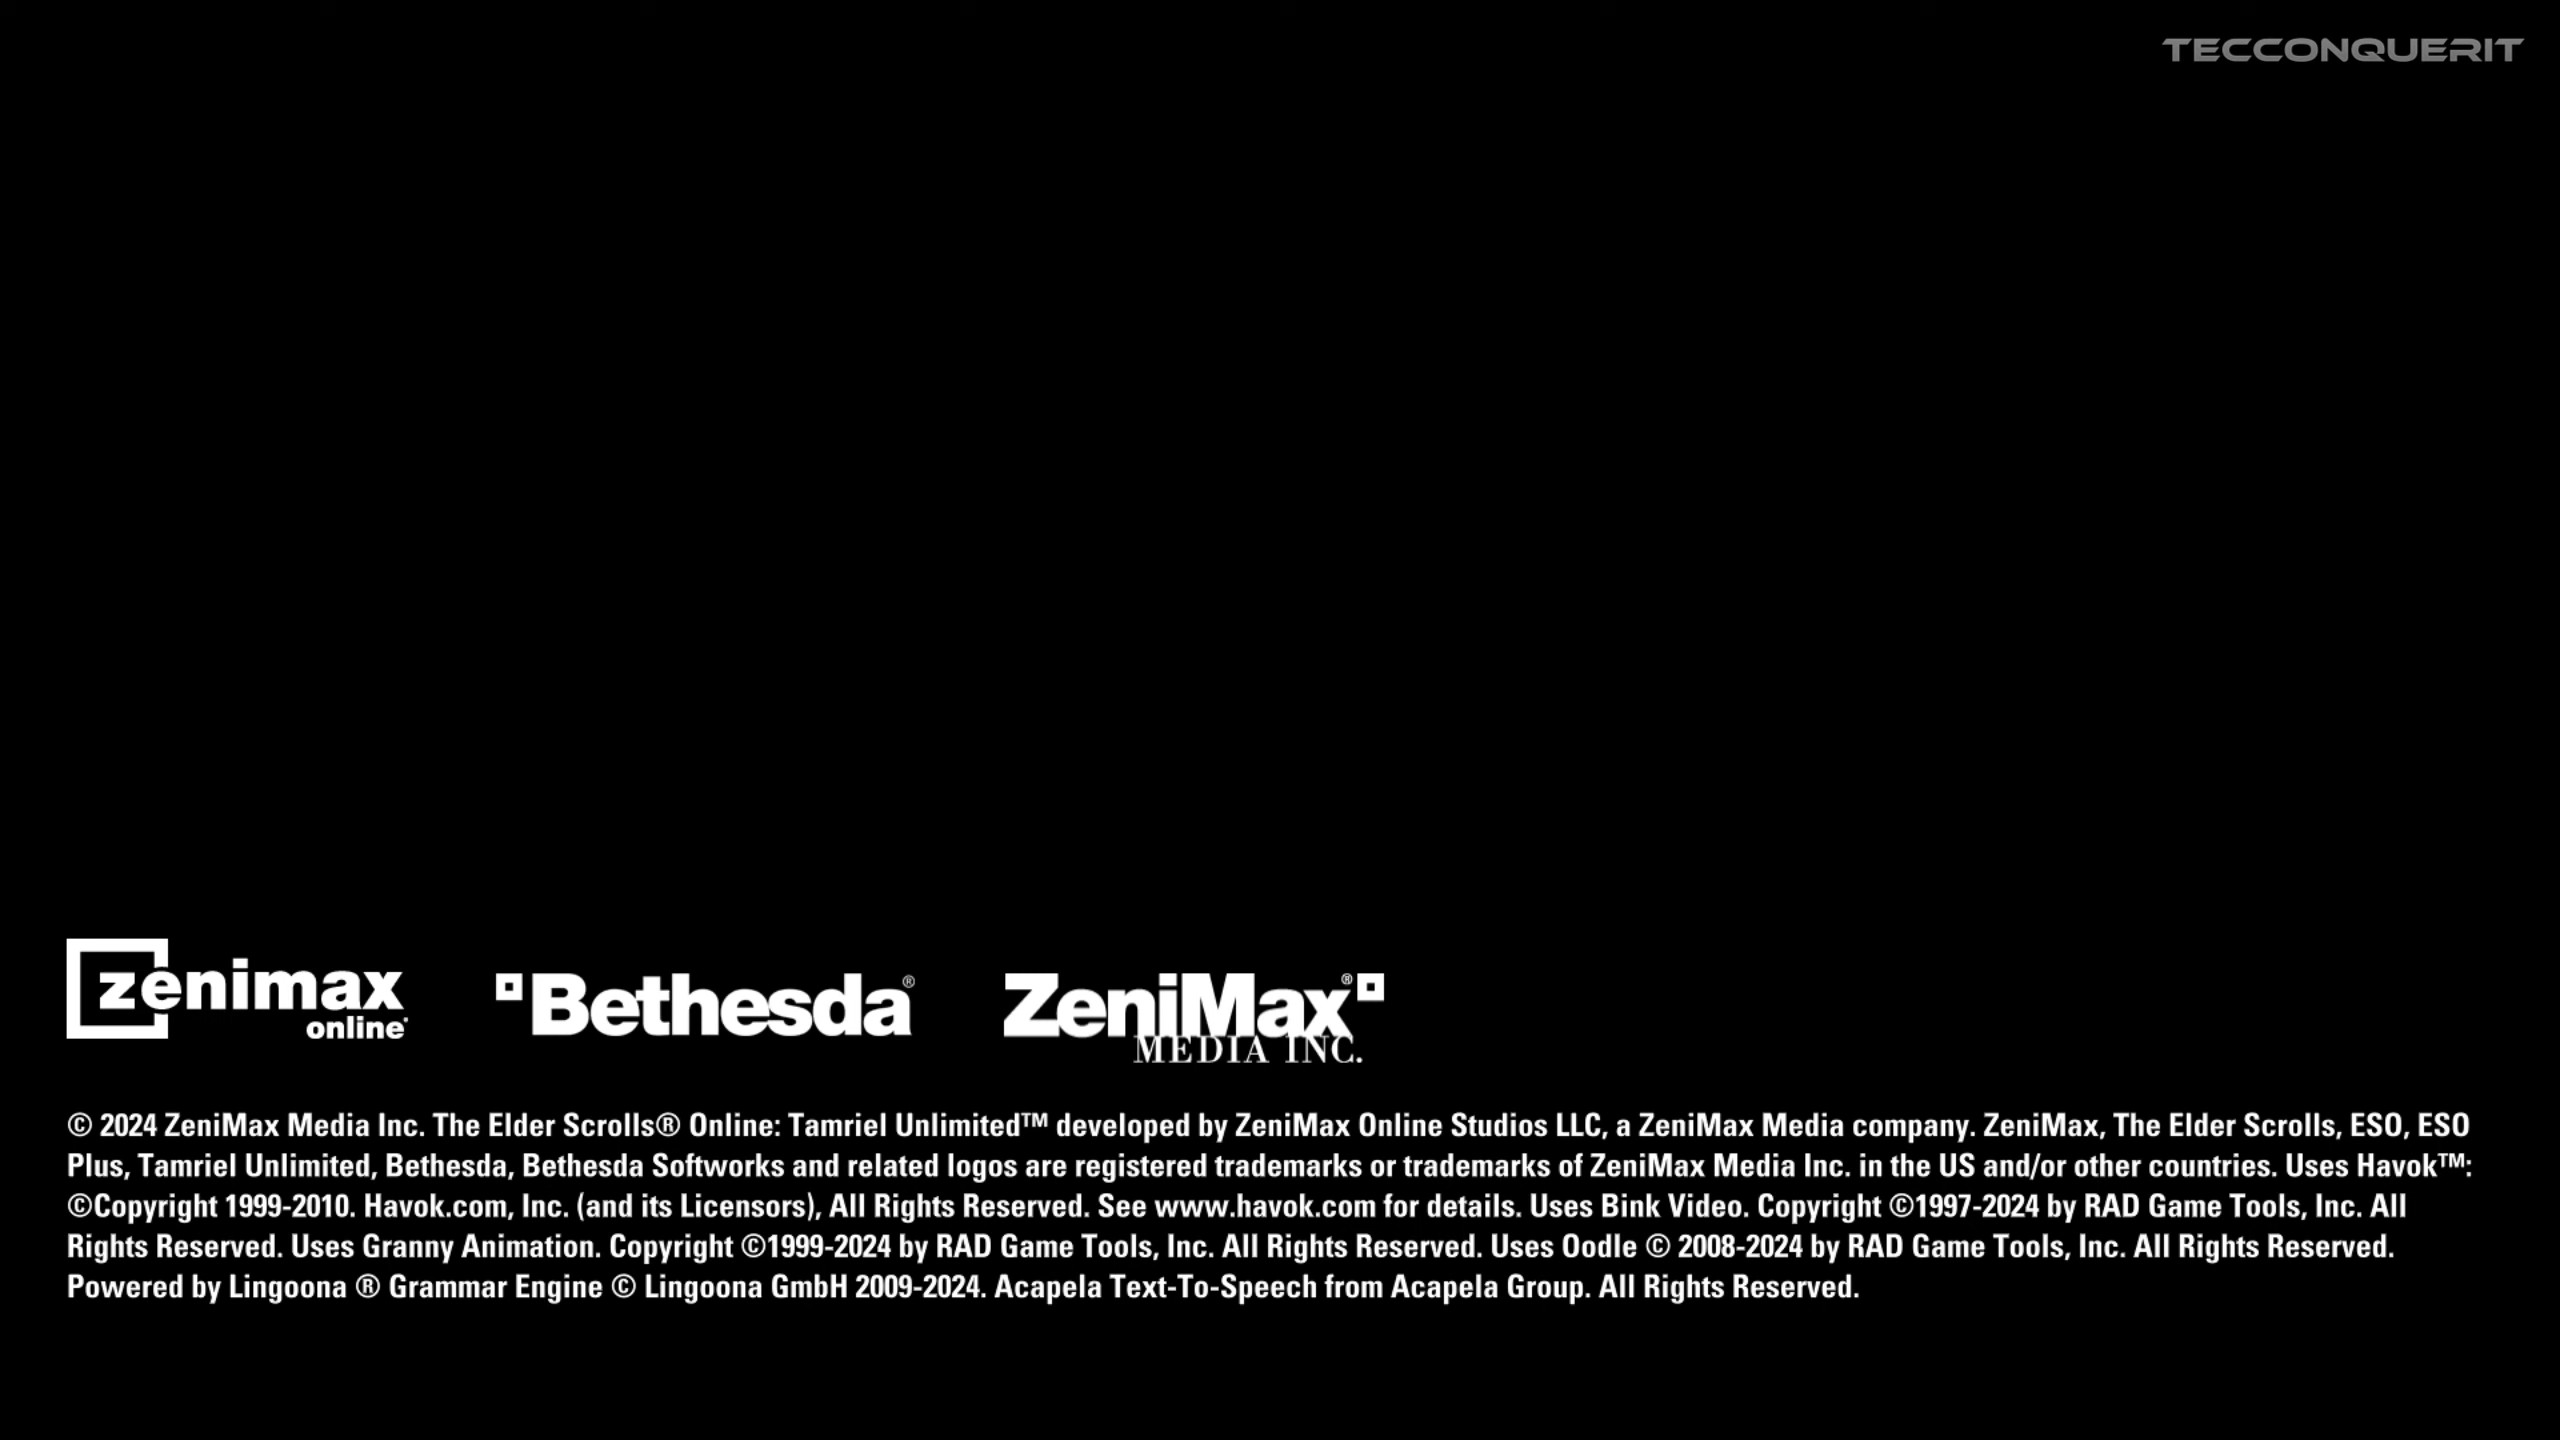 TECCONQUERIT
zenimax
online
Bethesda®
ZeniMax®
MEDIA INC.
© 2024 ZeniMax Media Inc. The Elder Scrolls® Online: Tamriel Unlimited™ developed by ZeniMax Online Studios LLC, a ZeniMax Media company. ZeniMax, The Elder Scrolls, ESO, ESO
Plus, Tamriel Unlimited, Bethesda, Bethesda Softworks and related logos are registered trademarks or trademarks of ZeniMax Media Inc. in the US and/or other countries. Uses Havok™:
©Copyright 1999-2010. Havok.com, Inc. (and its Licensors), All Rights Reserved. See www.havok.com for details. Uses Bink Video. Copyright ©1997-2024 by RAD Game Tools, Inc. All
Rights Reserved. Uses Granny Animation. Copyright ©1999-2024 by RAD Game Tools, Inc. All Rights Reserved. Uses Oodle © 2008-2024 by RAD Game Tools, Inc. All Rights Reserved.
Powered by Lingoona ® Grammar Engine © Lingoona GmbH 2009-2024. Acapela Text-To-Speech from Acapela Group. All Rights Reserved.